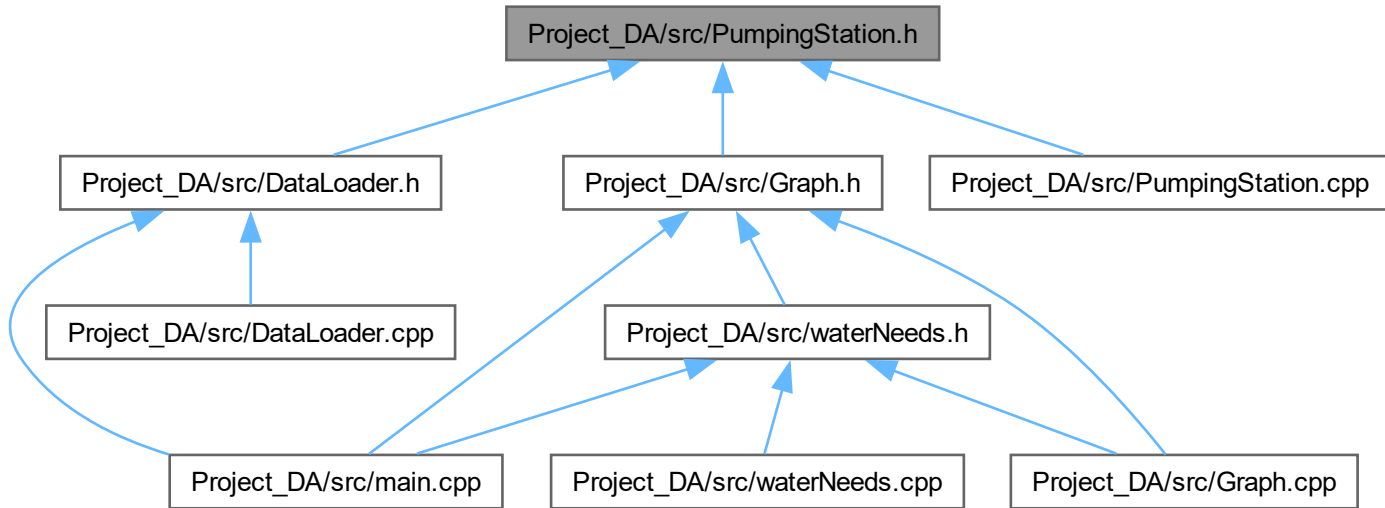 Project_DA/src/PumpingStation.h
Project_DA/src/DataLoader.h
Project_DA/src/Graph.h
Project_DA/src/PumpingStation.cpp
Project_DA/src/DataLoader.cpp
Project_DA/src/waterNeeds.h
Project_DA/src/main.cpp
Project_DA/src/waterNeeds.cpp
Project_DA/src/Graph.cpp